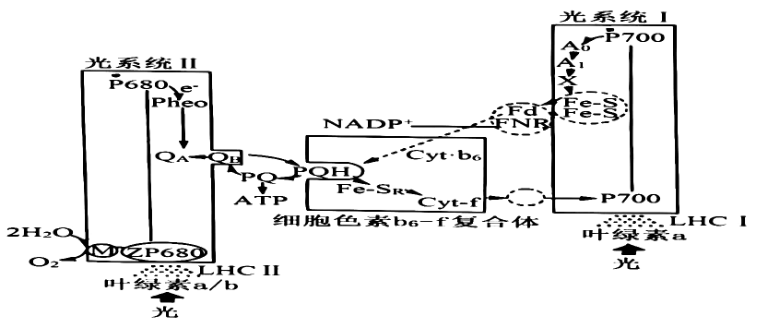 光系统 I
P700
A0
A1
X
Fe-S
Fe-S
Fd
FNR
NADP+
光系统 II
P680
e-
Pheo
QA
QB
PQ
PQH
ATP
Cyt·b6
Fe-SR
Cyt-f
P700
细胞色素b6-f复合体
LHC I
叶绿素a
光
2H2O
O2
M
ZP680
LHC II
叶绿素a/b
光